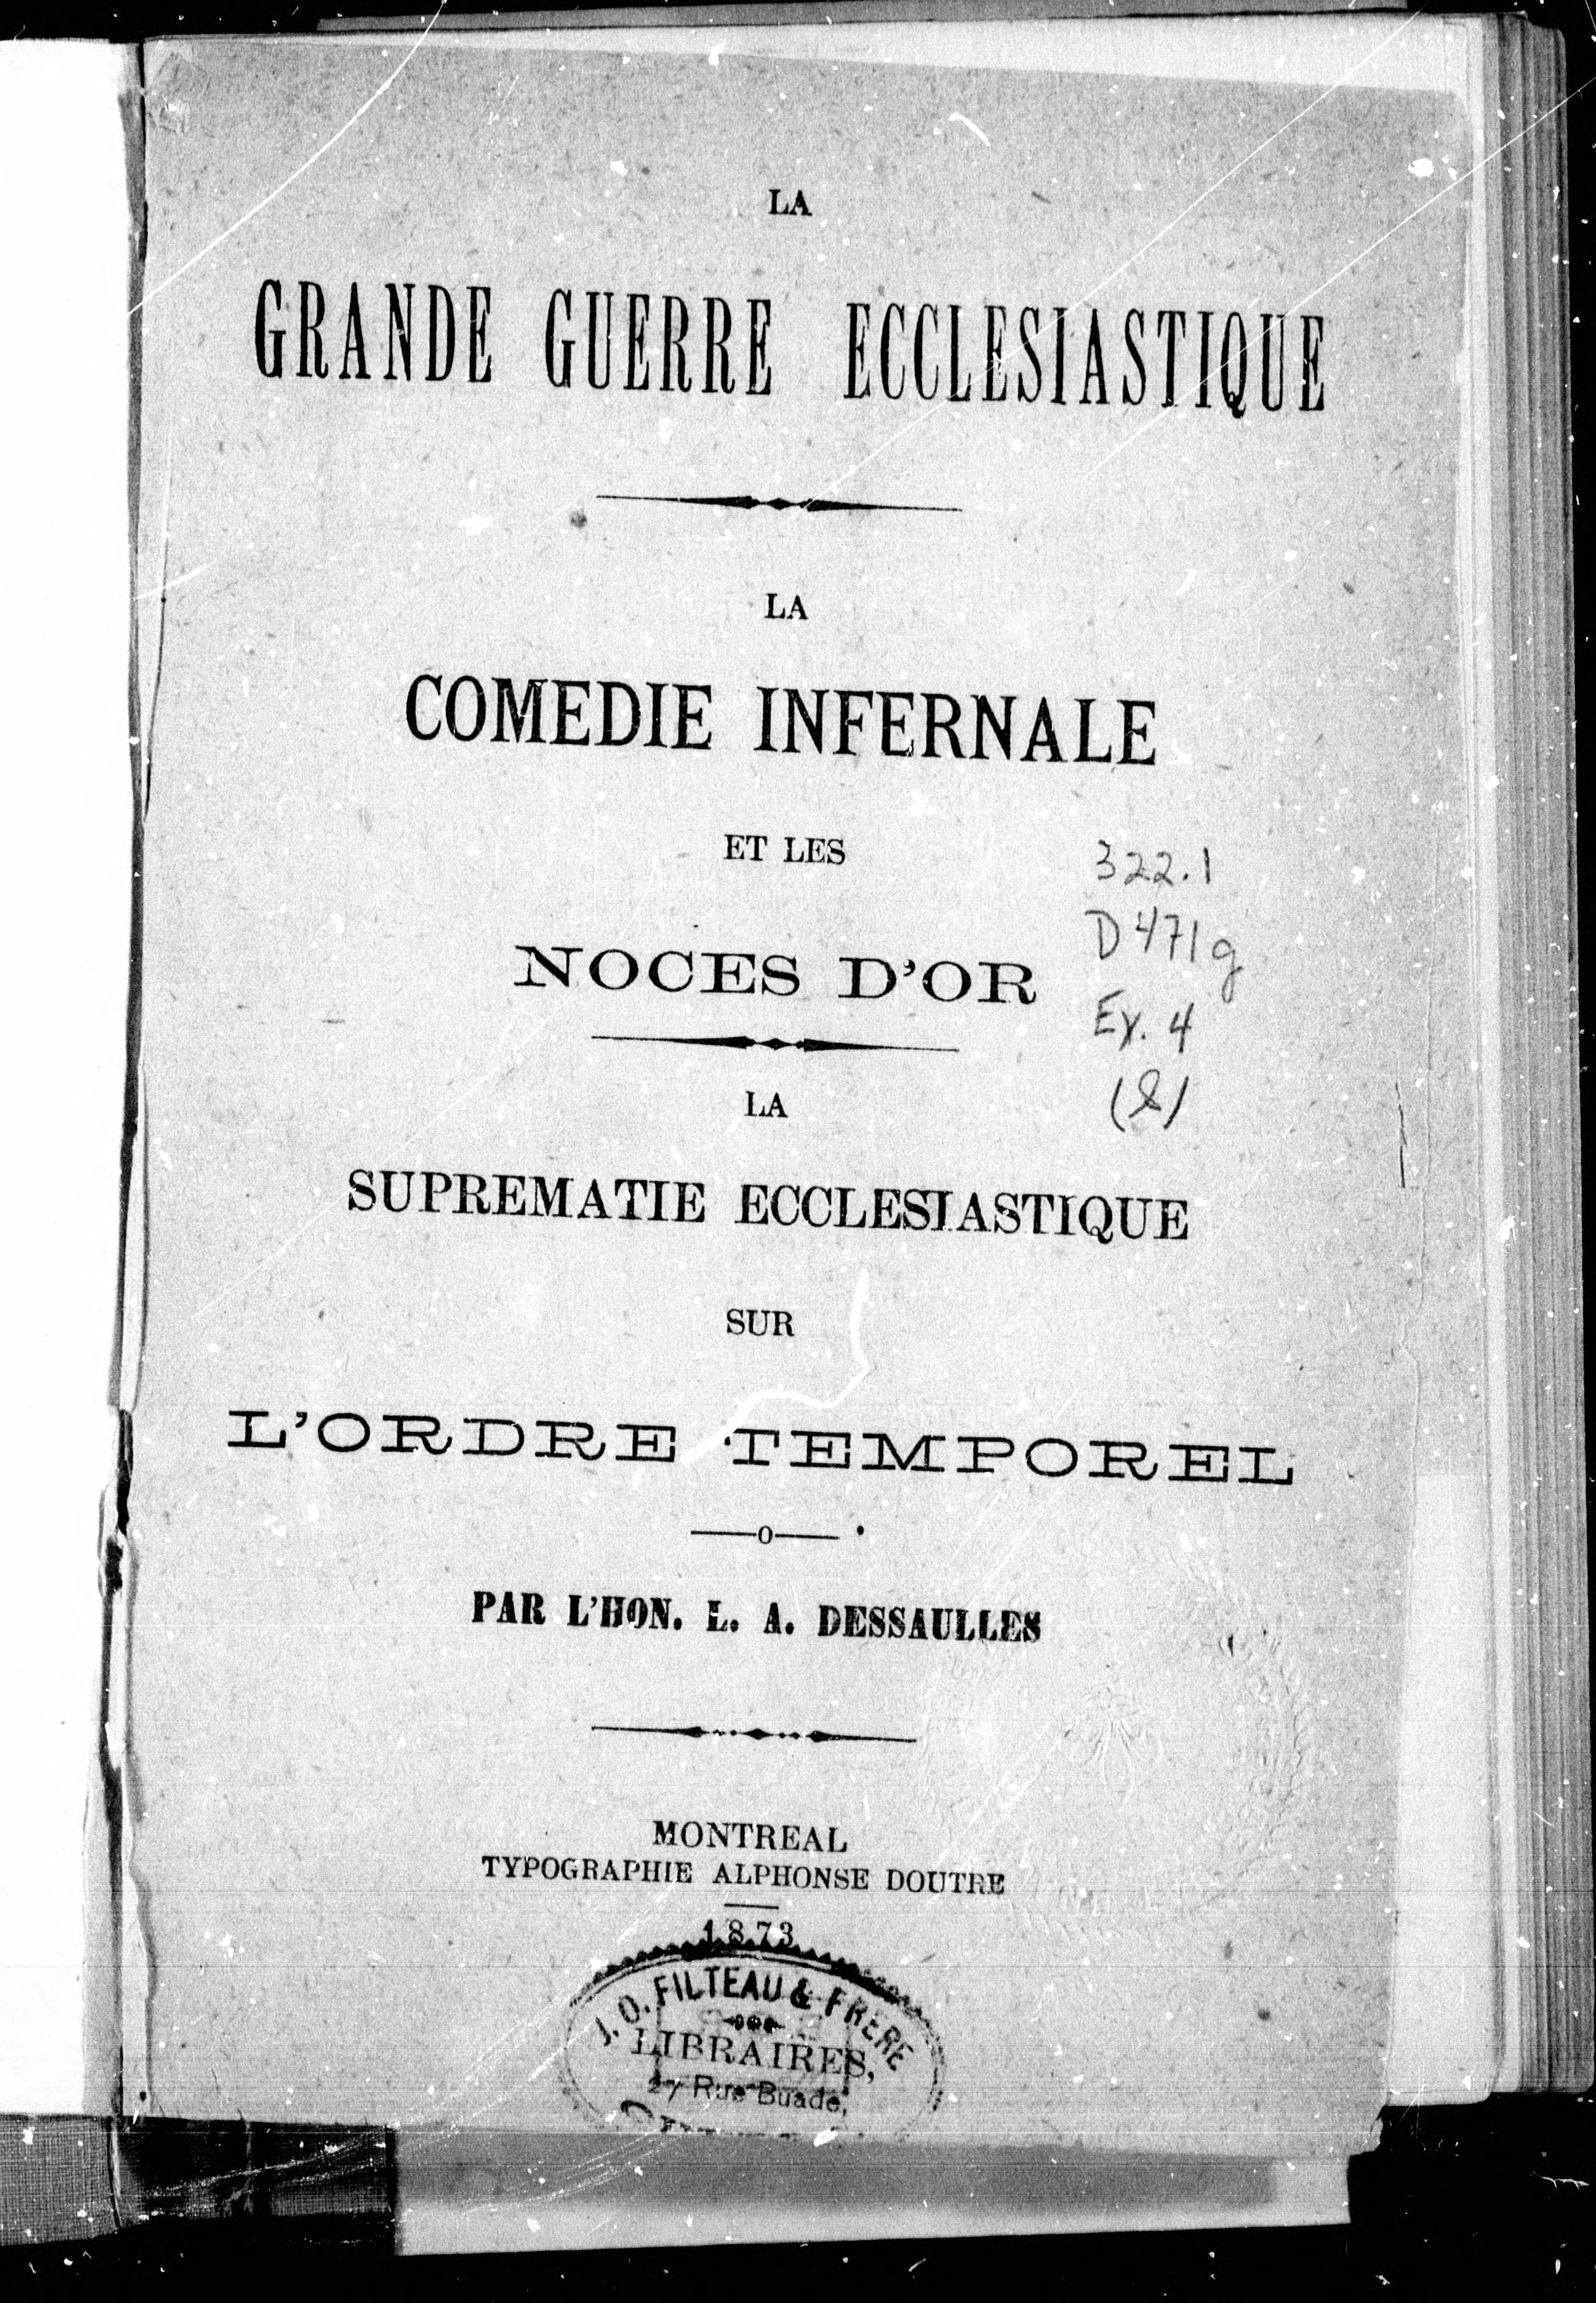 LA
GRANDE GUERRE ECCLESIASTIQUE
LA
COMEDIE INFERNALE
ET LES
NOCES D'OR
322.1
D471g
Ex. 4
LA
SUPREMATIE ECCLESIASTIQUE
SUR
L'ORDRE TEMPOREL
PAR L'HON. L. A. DESSAULLES
MONTREAL
TYPOGRAPHIE ALPHONSE DOUTRE
1873
J. O. FILTEAU & FRERE
LIBRAIRES,
27 Rue Buade,